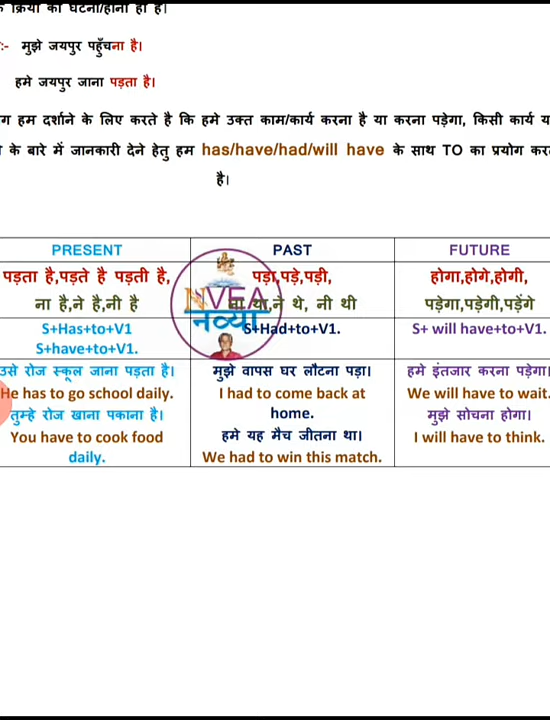 क्रिया का घटना/होना हो है।
:- मुझे जयपुर पहुँचना है।
हमे जयपुर जाना पड़ता है।
ग हम दर्शाने के लिए करते है कि हमे उक्त काम/कार्य करना है या करना पड़ेगा, किसी कार्य य
के बारे में जानकारी देने हेतु हम has/have/had/will have के साथ TO का प्रयोग कर
है।
PRESENT PAST FUTURE
पड़ता है,पड़ते है पड़ती है, पड़ा,पड़े,पड़ी, होगा,होगे,होगी,
ना है,ने है,नी है ना था,ने थे, नी थी पड़ेगा,पड़ेगी,पड़ेंगे
S+Has+to+V1 S+Had+to+V1. S+ will have+to+V1.
S+have+to+V1.
NVEA
नव्या
उसे रोज स्कूल जाना पड़ता है। मुझे वापस घर लौटना पड़ा। हमे इंतजार करना पड़ेगा।
He has to go school daily. I had to come back at We will have to wait.
तुम्हे रोज खाना पकाना है। home. मुझे सोचना होगा।
You have to cook food हमे यह मैच जीतना था। I will have to think.
daily. We had to win this match.